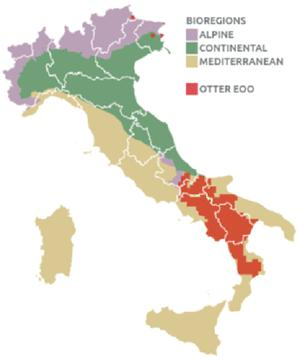 BIOREGIONS
ALPINE
CONTINENTAL
MEDITERRANEAN
OTTER EOO